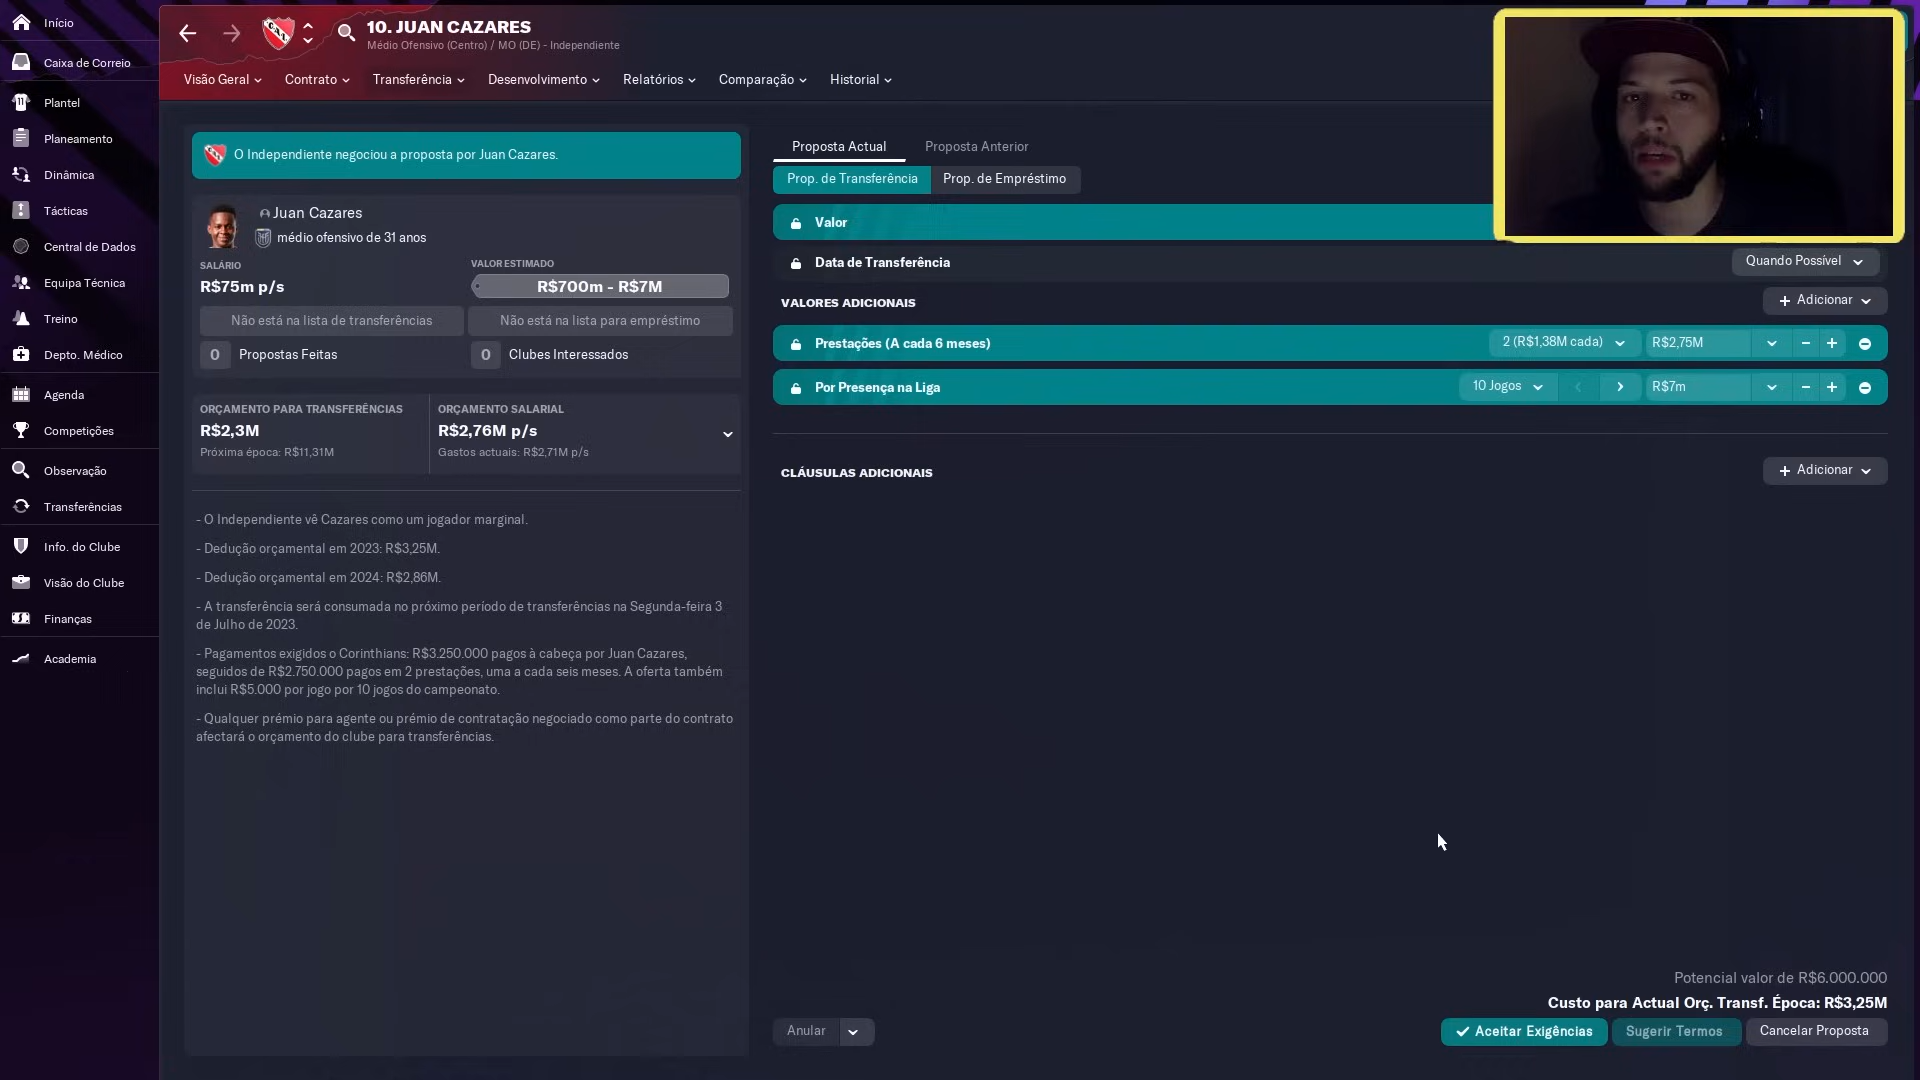 Início
Caixa de Correio
Plantel
Planeamento
Dinâmica
Tácticas
Central de Dados
Equipa Técnica
Treino
Depto. Médico
Agenda
Competições
Observação
Transferências
Info. do Clube
Visão do Clube
Finanças
Academia
10. JUAN CAZARES
Médio Ofensivo (Centro) / MO (DE) - Independiente
Visão Geral
Contrato
Transferência
Desenvolvimento
Relatórios
Comparação
Historial
O Independiente negociou a proposta por Juan Cazares.
Juan Cazares
médio ofensivo de 31 anos
SALÁRIO
R$75m p/s
VALOR ESTIMADO
R$700m - R$7M
Não está na lista de transferências
Não está na lista para empréstimo
0 Propostas Feitas
0 Clubes Interessados
ORÇAMENTO PARA TRANSFERÊNCIAS
R$2,3M
Próxima época: R$11,31M
ORÇAMENTO SALARIAL
R$2,76M p/s
Gastos actuais: R$2,71M p/s
- O Independiente vê Cazares como um jogador marginal.
- Dedução orçamental em 2023: R$3,25M.
- Dedução orçamental em 2024: R$2,86M.
- A transferência será consumada no próximo período de transferências na Segunda-feira 3
de Julho de 2023.
- Pagamentos exigidos o Corinthians: R$3.250.000 pagos à cabeça por Juan Cazares,
seguidos de R$2.750.000 pagos em 2 prestações, uma a cada seis meses. A oferta também
inclui R$5.000 por jogo por 10 jogos do campeonato.
- Qualquer prémio para agente ou prémio de contratação negociado como parte do contrato
afectará o orçamento do clube para transferências.
Proposta Actual
Proposta Anterior
Prop. de Transferência
Prop. de Empréstimo
Valor
Data de Transferência
Quando Possível
VALORES ADICIONAIS
+ Adicionar
Prestações (A cada 6 meses)
2 (R$1,38M cada)
R$2,75M
Por Presença na Liga
10 Jogos
R$7m
CLÁUSULAS ADICIONAIS
+ Adicionar
Potencial valor de R$6.000.000
Custo para Actual Orç. Transf. Época: R$3,25M
Anular
Aceitar Exigências
Sugerir Termos
Cancelar Proposta